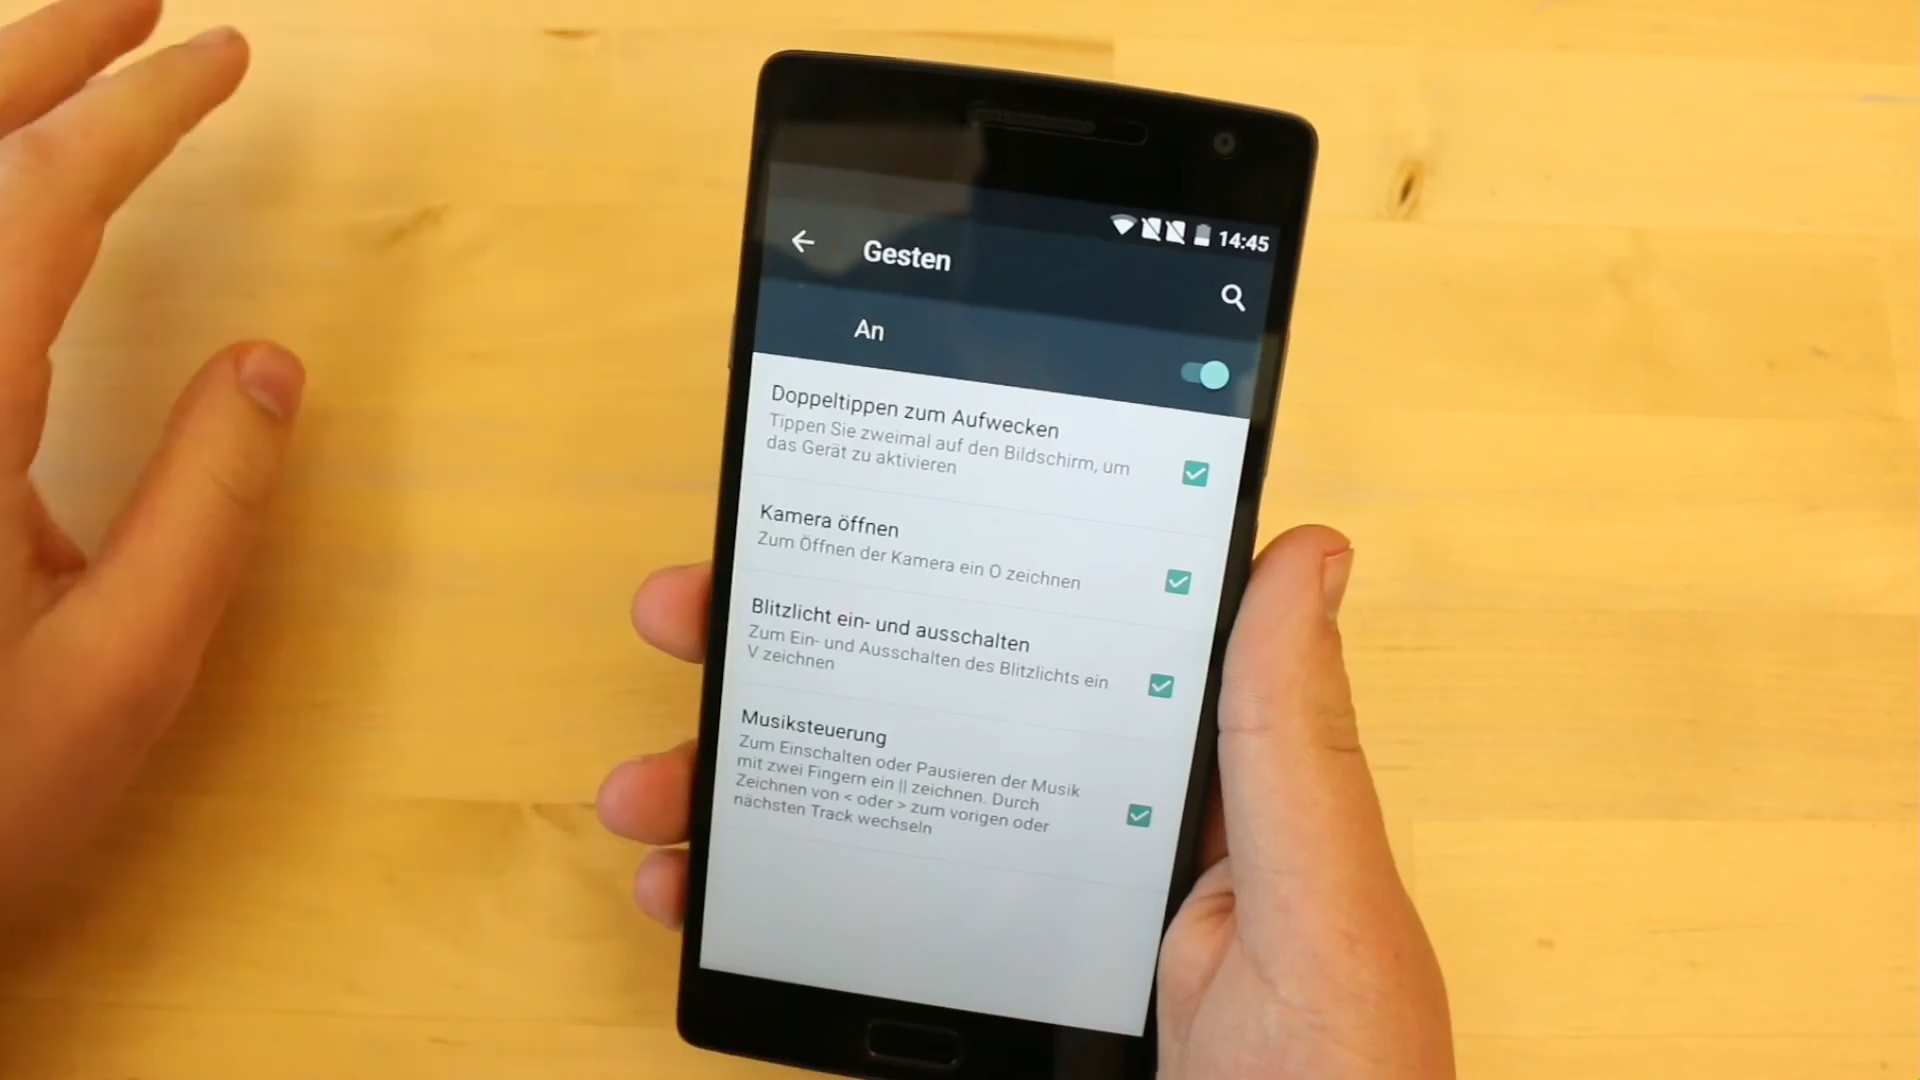 14:45
Gesten
An
Doppeltippen zum Aufwecken
Tippen Sie zweimal auf den Bildschirm, um
das Gerät zu aktivieren
Kamera öffnen
Zum Öffnen der Kamera ein O zeichnen
Blitzlicht ein- und ausschalten
Zum Ein- und Ausschalten des Blitzlichts ein
V zeichnen
Musiksteuerung
Zum Einschalten oder Pausieren der Musik
mit zwei Fingern ein || zeichnen. Durch
Zeichnen von < oder > zum vorigen oder
nächsten Track wechseln